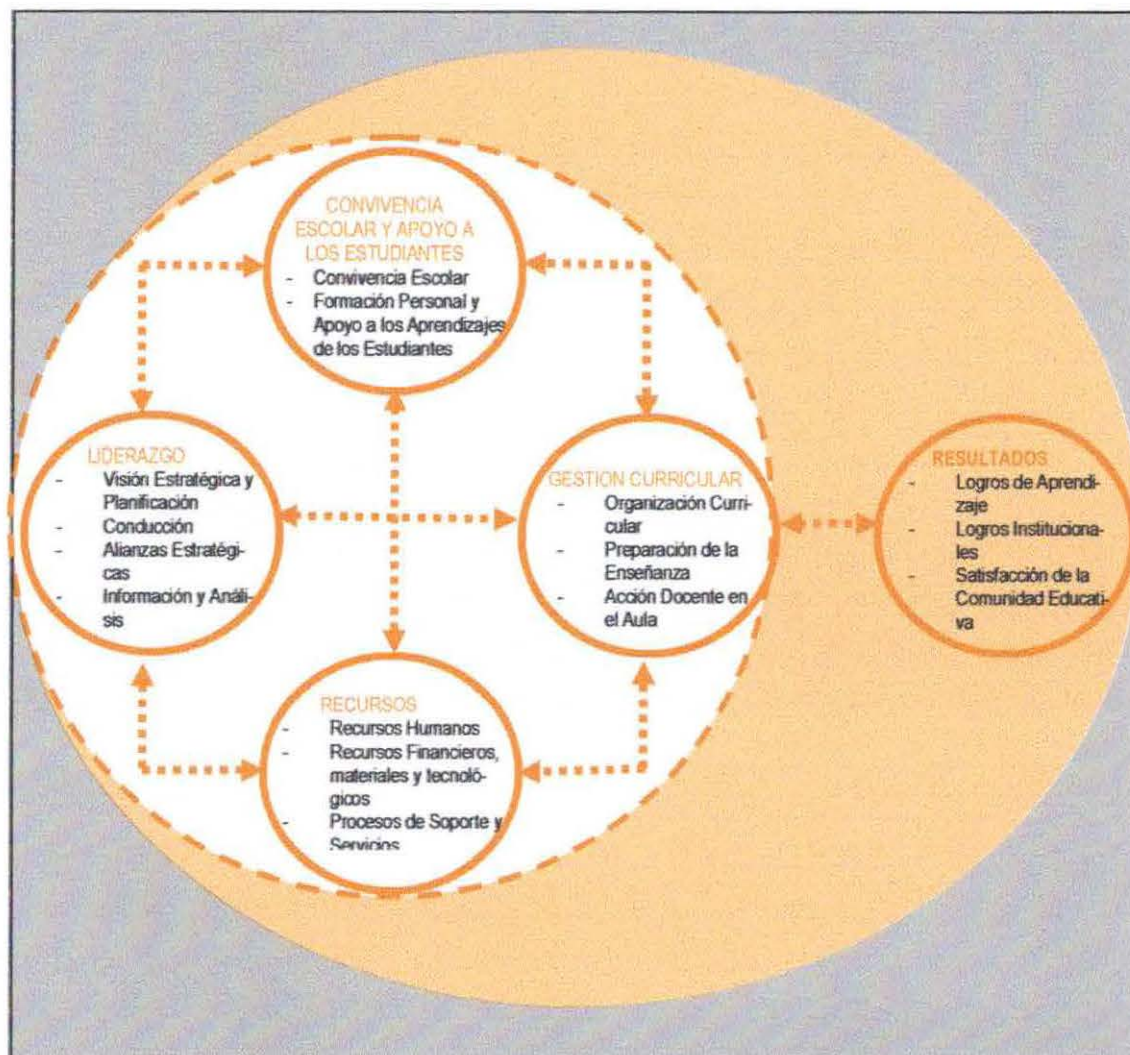 CONVIVENCIA
ESCOLAR Y APOYO A
LOS ESTUDIANTES
- Convivencia Escolar
- Formación Personal y
Apoyo a los Aprendizajes
de los Estudiantes
LIDERAZGO
- Visión Estratégica y
Planificación
- Conducción
- Alianzas Estratégi-
cas
- Información y Análi-
sis
GESTION CURRICULAR
- Organización Curri-
cular
- Preparación de la
Enseñanza
- Acción Docente en
el Aula
RESULTADOS
- Logros de Aprendi-
zaje
- Logros Instituciona-
les
- Satisfacción de la
Comunidad Educati-
va
RECURSOS
- Recursos Humanos
- Recursos Financieros,
materiales y tecnoló-
gicos
- Procesos de Soporte y
Servicios